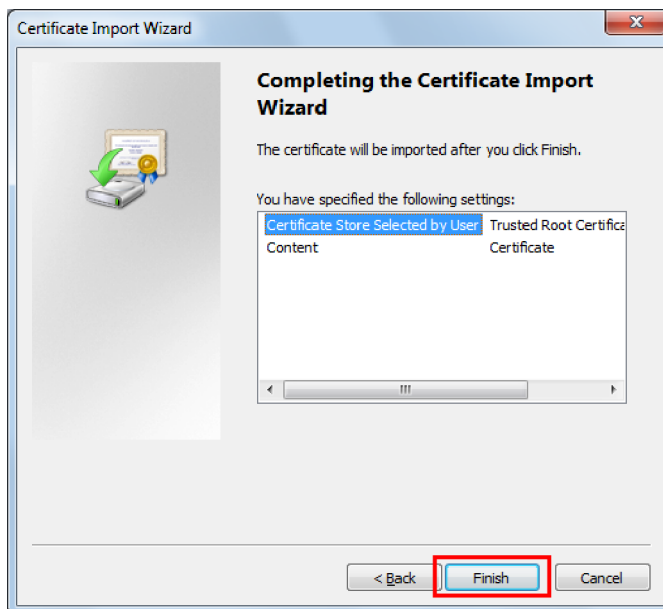 Certificate Import Wizard
Completing the Certificate Import
Wizard
The certificate will be imported after you click Finish.
You have specified the following settings:
Certificate Store Selected by User Trusted Root Certifica
Content Certificate
< Back Finish Cancel